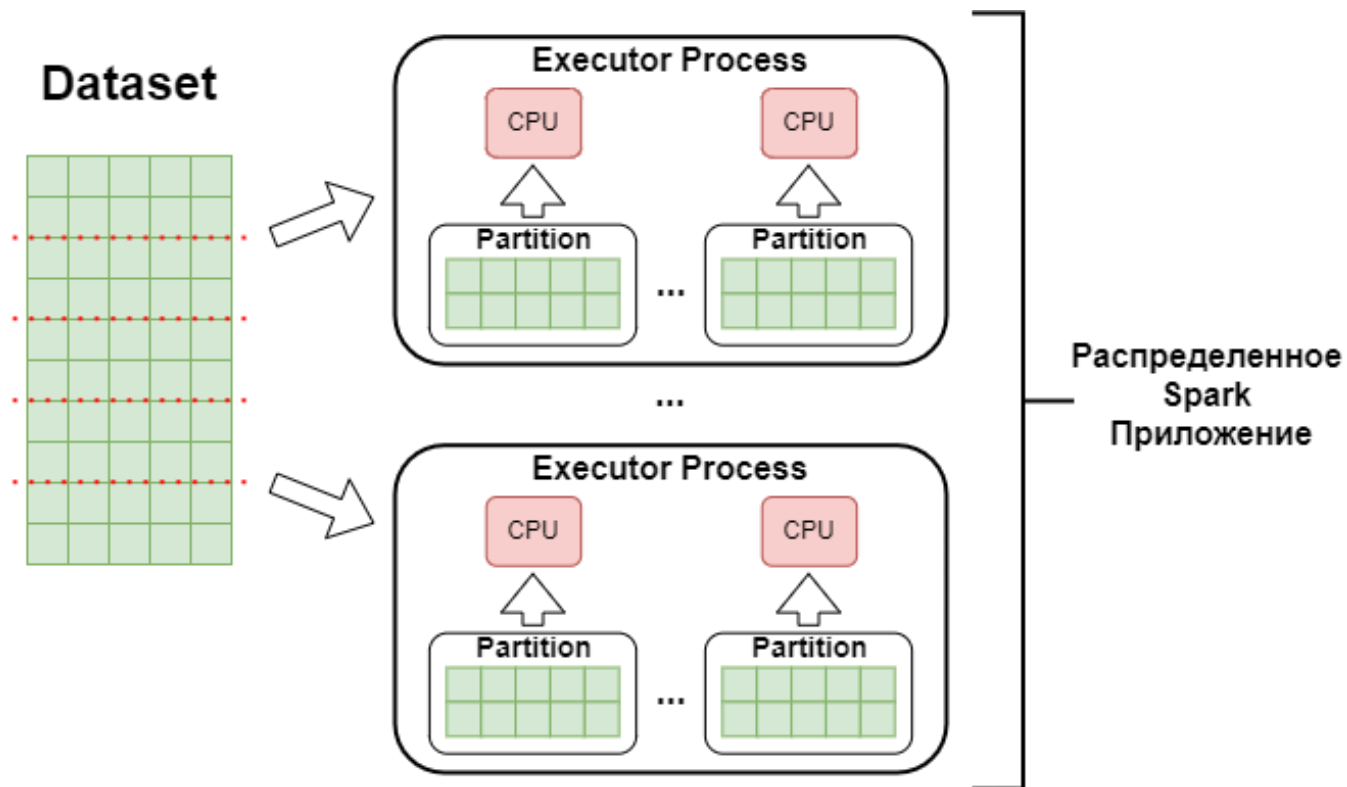 Dataset
Executor Process
CPU
CPU
Partition
Partition
...
...
Executor Process
CPU
CPU
Partition
Partition
...
Распределенное
Spark
Приложение